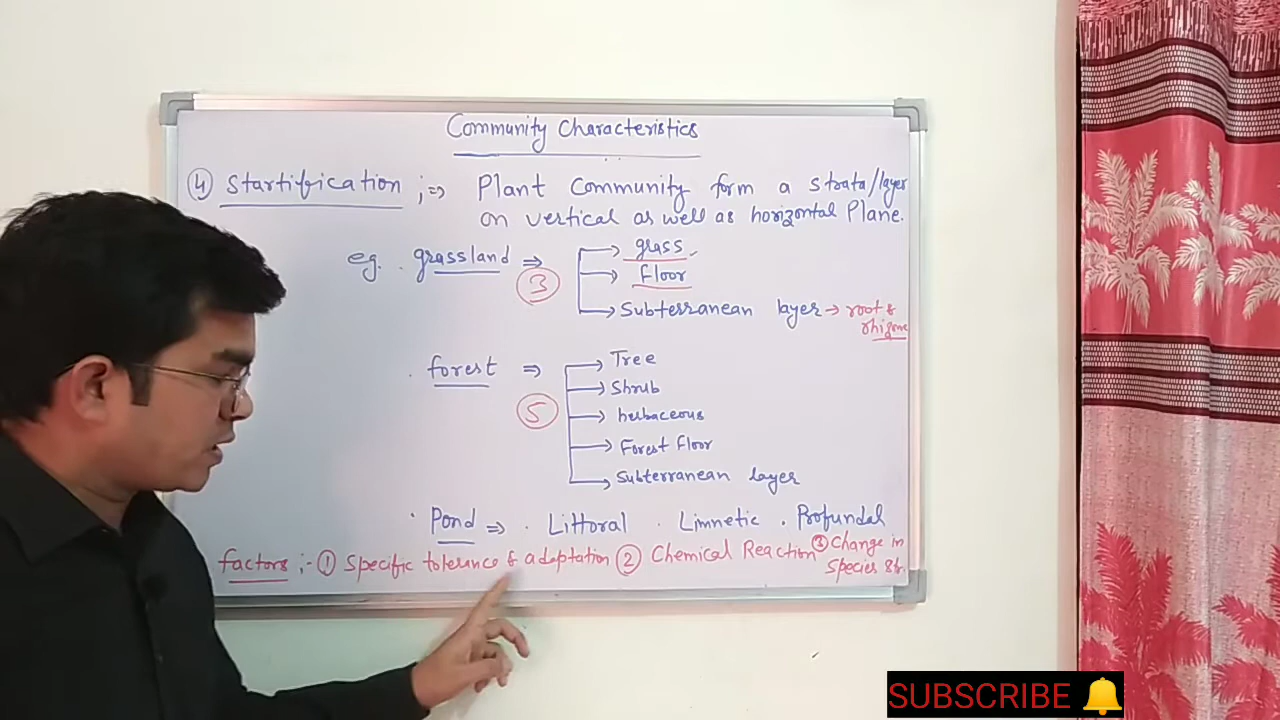 Community Characteristics
④ Startification ;⇒ Plant Community form a strata/layer
on vertical as well as horizontal Plane.
eg. grassland ⇒ ③ → grass
→ floor
→ Subterranean layer → root &
rhizome
forest ⇒ ⑤ → Tree
→ Shrub
→ herbaceous
→ Forest Floor
→ Subterranean layer
Pond ⇒ Littoral Limnetic Profundal
factors ;- ① Specific tolerence & adaptation ② Chemical Reaction ③ Change in
Species
SUBSCRIBE